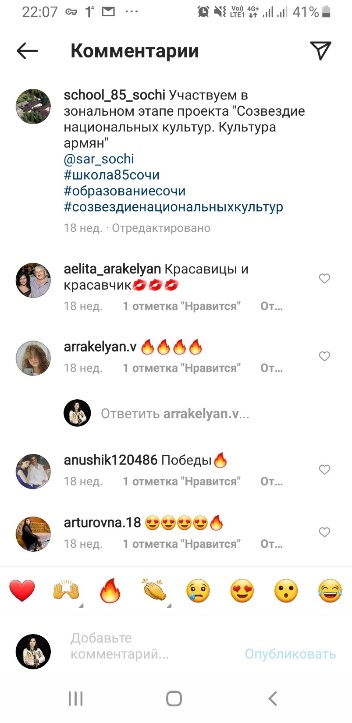 22:07 1° ... VoLTE1 4G+ 41%
Комментарии
school_85_sochi Участвуем в
зональном этапе проекта "Созвездие
национальных культур. Культура
армян"
@sar_sochi
#школа85сочи
#образованиесочи
#созвездиенациональныхкультур
18 нед. · Отредактировано
aelita_arakelyan Красавицы и
красавчик💋💋💋
18 нед. 1 отметка "Нравится" От...
arrakelyan.v 🔥🔥🔥🔥
18 нед. 1 отметка "Нравится" От...
Ответить arrakelyan.v...
anushik120486 Победы🔥
18 нед. 1 отметка "Нравится" От...
arturovna.18 😍😍😍😍🔥
18 нед. 1 отметка "Нравится" От...
❤️🙌🔥👏😢😍😮😂
Добавьте
комментарий... Опубликовать